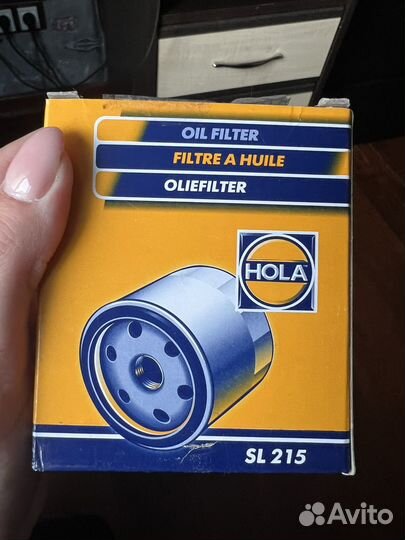 OIL FILTER
FILTRE A HUILE
OLIEFILTER
HOLA
SL 215
Avito